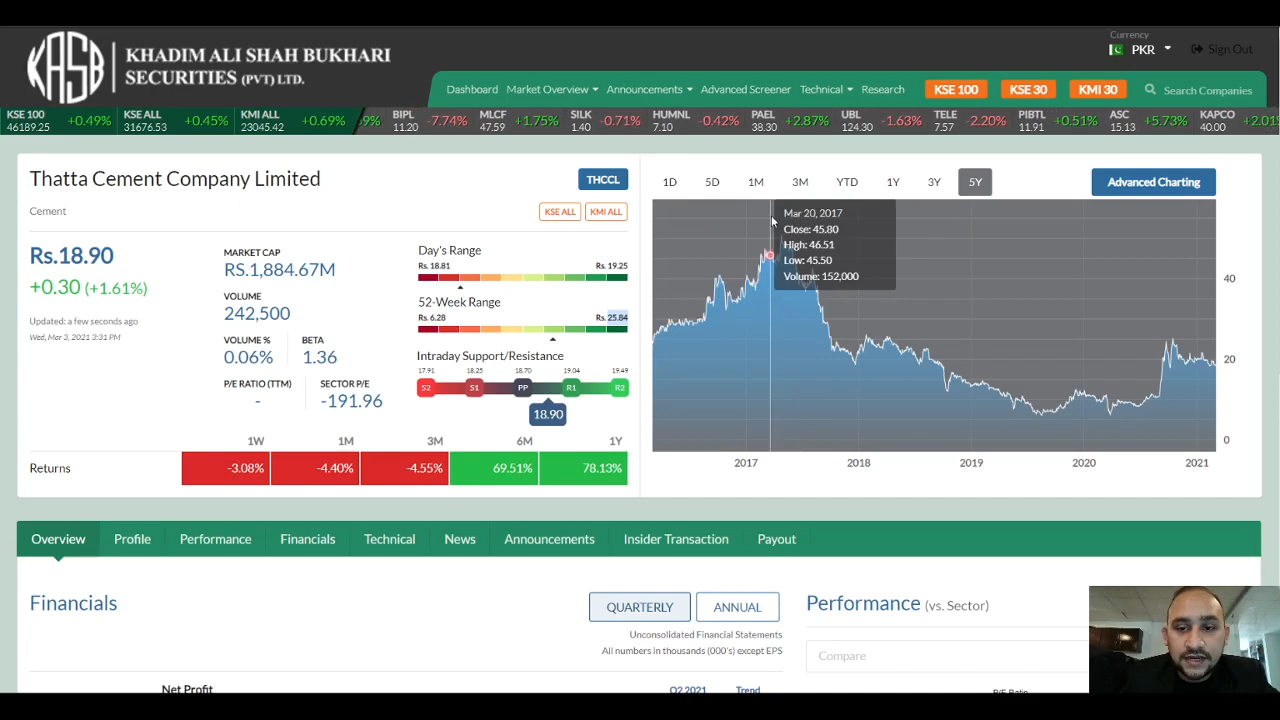 Currency
KASB
KHADIM ALI SHAH BUKHARI
SECURITIES (PVT) LTD.
PKR
Sign Out
Dashboard Market Overview Announcements Advanced Screener Technical Research KSE 100 KSE 30 KMI 30 Search Companies
KSE 100 46189.25 +0.49% KSE ALL 31676.53 +0.45% KMI ALL 23045.42 +0.69% 9% BIPL 11.20 -7.74% MLCF 47.59 +1.75% SILK 1.40 -0.71% HUMNL 7.10 -0.42% PAEL 38.30 +2.87% UBL 124.30 -1.63% TELE 7.57 -2.20% PIBTL 11.91 +0.51% ASC 15.13 +5.73% KAPCO 40.00 +2.01
Thatta Cement Company Limited THCCL
Cement KSE ALL KMI ALL
Rs.18.90
+0.30 (+1.61%)
Updated: a few seconds ago
Wed, Mar 3, 2021 3:31 PM
MARKET CAP
RS.1,884.67M
VOLUME
242,500
VOLUME % BETA
0.06% 1.36
P/E RATIO (TTM) SECTOR P/E
- -191.96
Day's Range
Rs. 18.81 Rs. 19.25
52-Week Range
Rs. 6.28 Rs. 25.84
Intraday Support/Resistance
17.91 18.25 18.70 19.04 19.49
S2 S1 PP R1 R2
18.90
1W 1M 3M 6M 1Y
Returns -3.08% -4.40% -4.55% 69.51% 78.13%
1D 5D 1M 3M YTD 1Y 3Y 5Y Advanced Charting
Mar 20, 2017
Close: 45.80
High: 46.51
Low: 45.50
Volume: 152,000
40
20
0
2017 2018 2019 2020 2021
Overview Profile Performance Financials Technical News Announcements Insider Transaction Payout
Financials QUARTERLY ANNUAL
Unconsolidated Financial Statements
All numbers in thousands (000's) except EPS
Net Profit Q2 2021 Trend
Performance (vs. Sector)
Compare
P/E Ratio